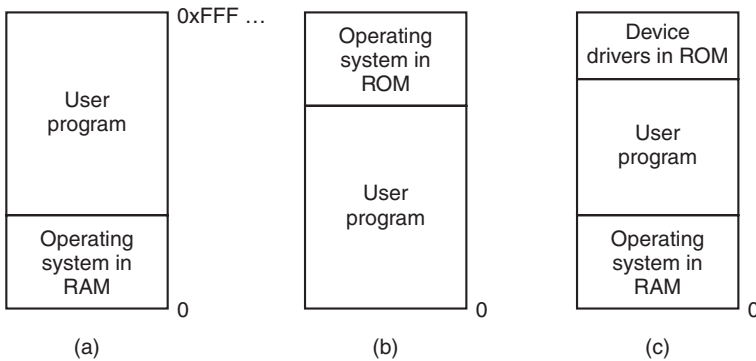 0xFFF …
User
program
Operating
system in
RAM
0
(a)
Operating
system in
ROM
User
program
0
(b)
Device
drivers in ROM
User
program
Operating
system in
RAM
0
(c)